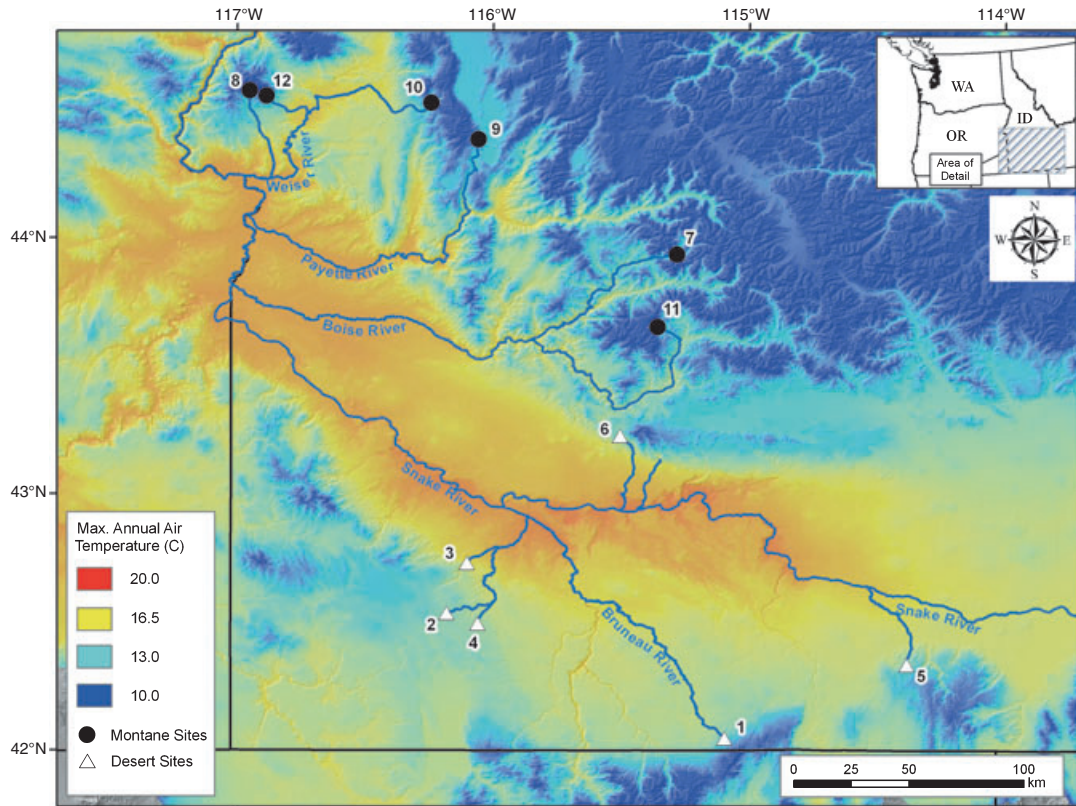 117°W
116°W
115°W
114°W
44°N
43°N
42°N
8
12
10
9
7
11
6
3
2
4
1
5
Weiser River
Payette River
Boise River
Snake River
Bruneau River
Snake River
WA
OR
ID
Area of
Detail
N
W
E
S
Max. Annual Air
Temperature (C)
20.0
16.5
13.0
10.0
Montane Sites
Desert Sites
0 25 50 100
km